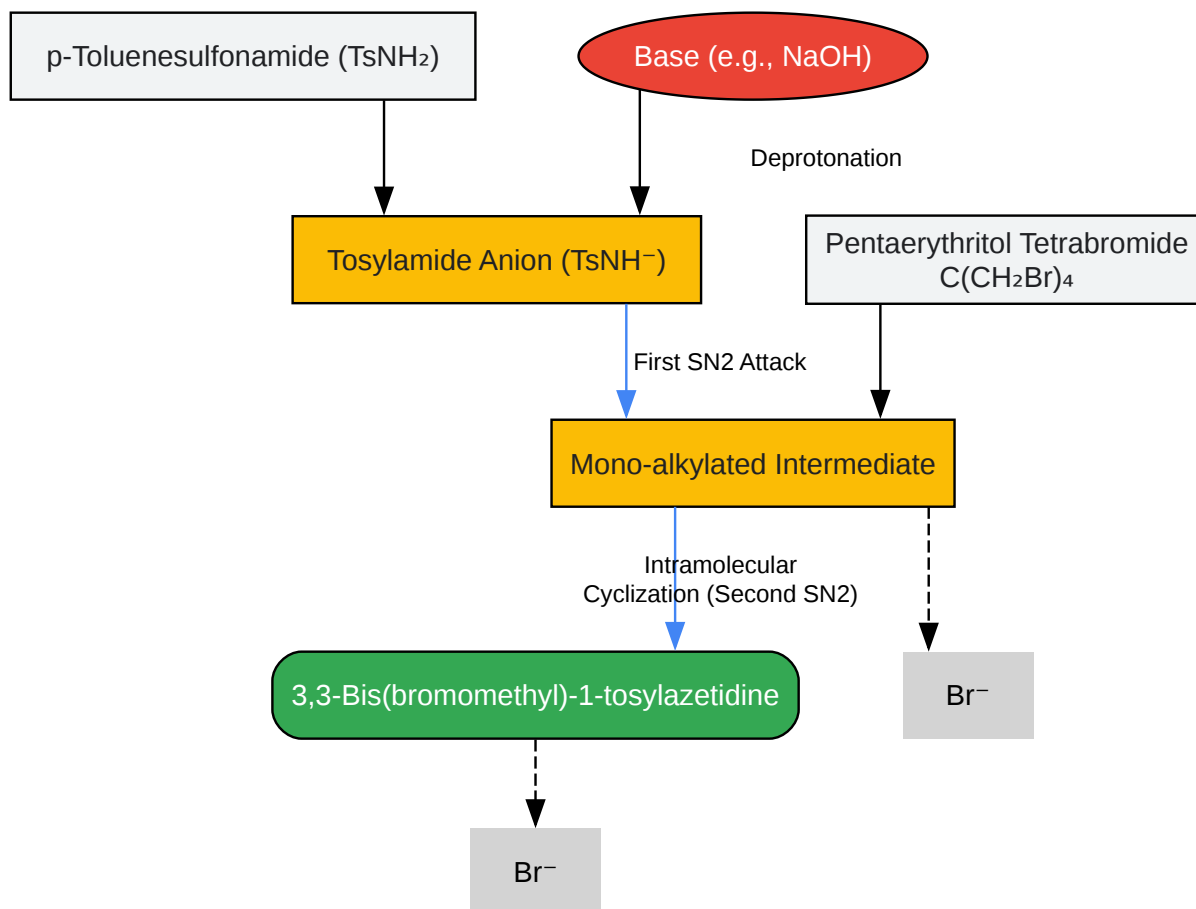 p-Toluenesulfonamide (TsNH₂)
Base (e.g., NaOH)
Deprotonation
Tosylamide Anion (TsNH⁻)
Pentaerythritol Tetrabromide
C(CH₂Br)₄
First SN2 Attack
Mono-alkylated Intermediate
Intramolecular
Cyclization (Second SN2)
3,3-Bis(bromomethyl)-1-tosylazetidine
Br⁻
Br⁻